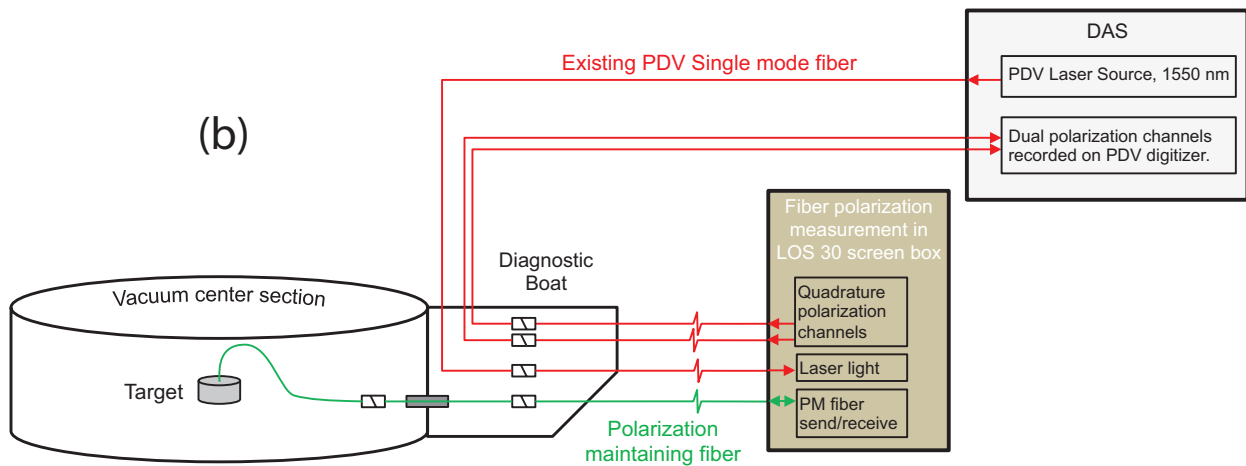 (b)
Existing PDV Single mode fiber
DAS
PDV Laser Source, 1550 nm
Dual polarization channels
recorded on PDV digitizer.
Fiber polarization
measurement in
LOS 30 screen box
Quadrature
polarization
channels
Laser light
PM fiber
send/receive
Diagnostic
Boat
Vacuum center section
Target
Polarization
maintaining fiber